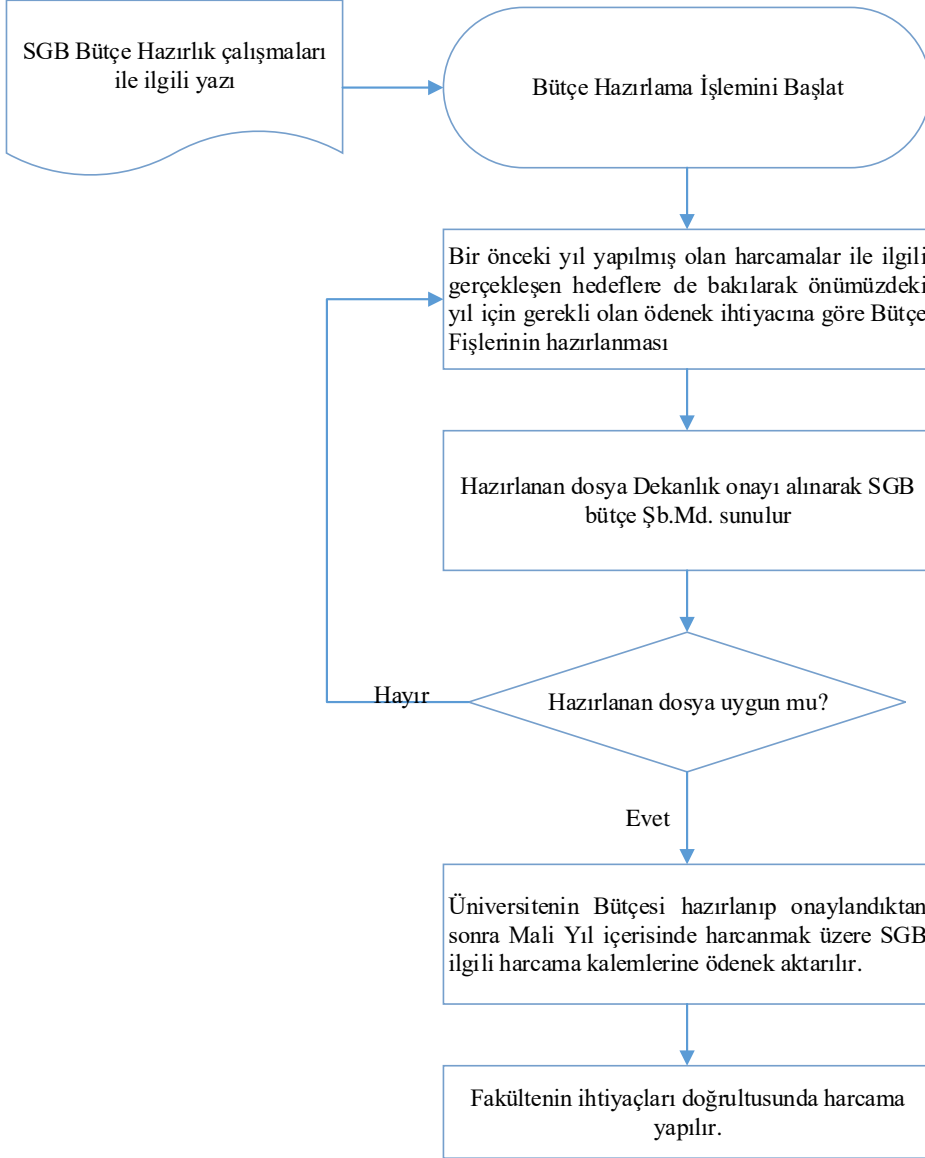 SGB Bütçe Hazırlık çalışmaları
ile ilgili yazı
Bütçe Hazırlama İşlemini Başlat
Bir önceki yıl yapılmış olan harcamalar ile ilgili
gerçekleşen hedeflere de bakılarak önümüzdeki
yıl için gerekli olan ödenek ihtiyacına göre Bütçe
Fişlerinin hazırlanması
Hazırlanan dosya Dekanlık onayı alınarak SGB
bütçe Şb.Md. sunulur
Hazırlanan dosya uygun mu?
Hayır
Evet
Üniversitenin Bütçesi hazırlanıp onaylandıktan
sonra Mali Yıl içerisinde harcanmak üzere SGB
ilgili harcama kalemlerine ödenek aktarılır.
Fakültenin ihtiyaçları doğrultusunda harcama
yapılır.